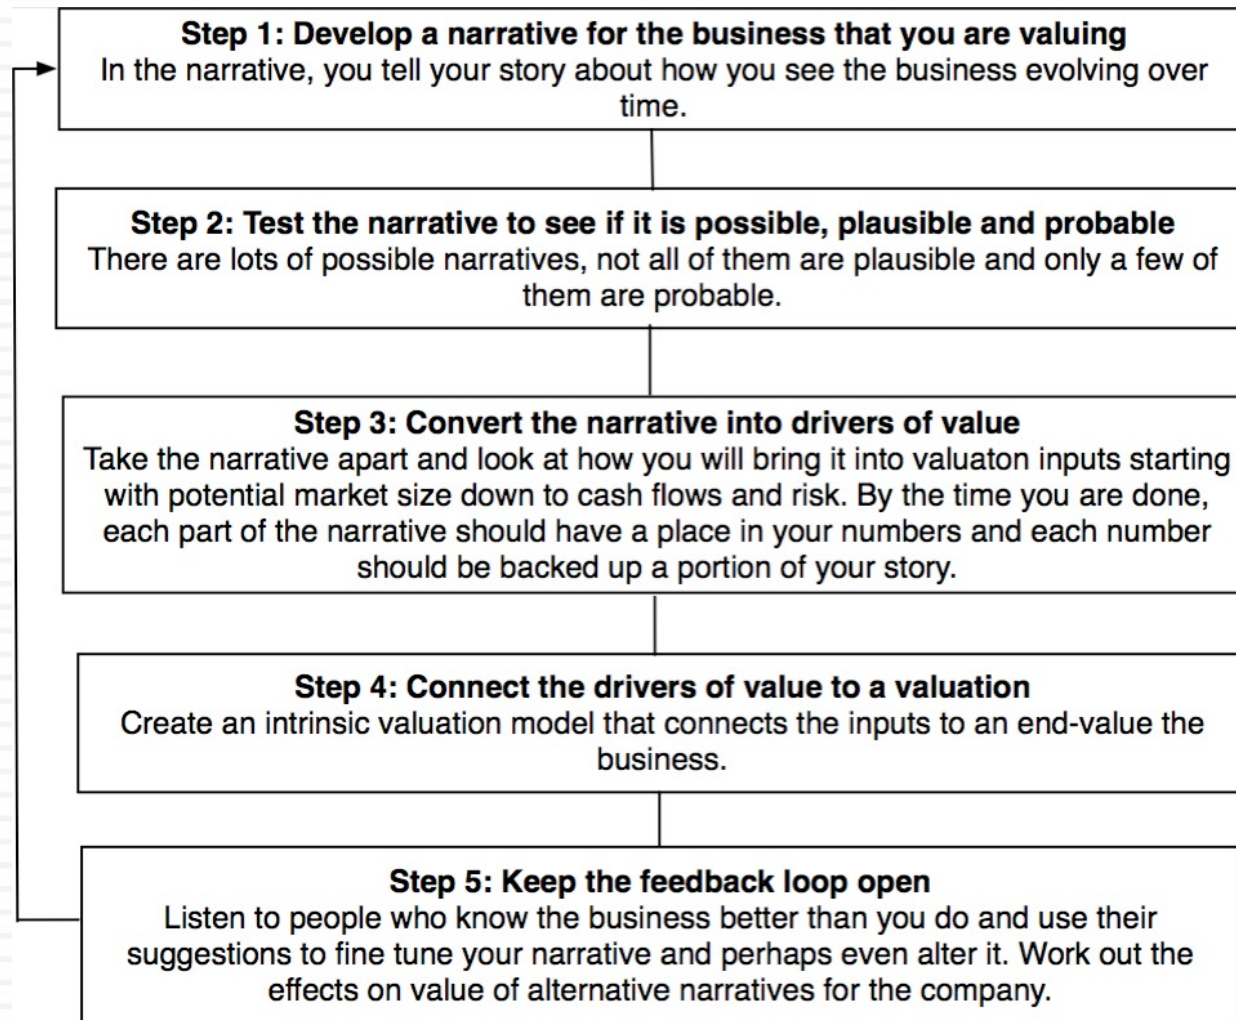 Step 1: Develop a narrative for the business that you are valuing
In the narrative, you tell your story about how you see the business evolving over
time.
Step 2: Test the narrative to see if it is possible, plausible and probable
There are lots of possible narratives, not all of them are plausible and only a few of
them are probable.
Step 3: Convert the narrative into drivers of value
Take the narrative apart and look at how you will bring it into valuaton inputs starting
with potential market size down to cash flows and risk. By the time you are done,
each part of the narrative should have a place in your numbers and each number
should be backed up a portion of your story.
Step 4: Connect the drivers of value to a valuation
Create an intrinsic valuation model that connects the inputs to an end-value the
business.
Step 5: Keep the feedback loop open
Listen to people who know the business better than you do and use their
suggestions to fine tune your narrative and perhaps even alter it. Work out the
effects on value of alternative narratives for the company.